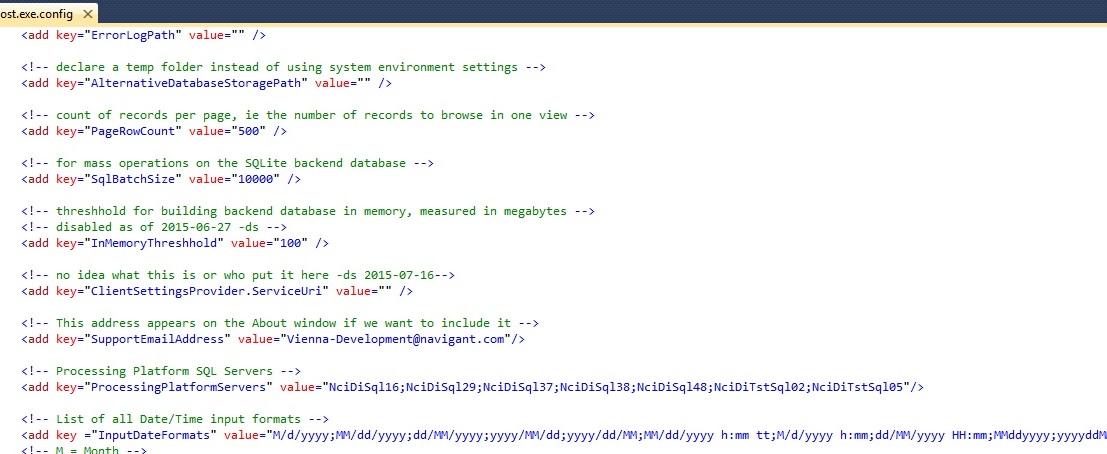 ost.exe.config
<add key="ErrorLogPath" value="" />
<!-- declare a temp folder instead of using system environment settings -->
<add key="AlternativeDatabaseStoragePath" value="" />
<!-- count of records per page, ie the number of records to browse in one view -->
<add key="PageRowCount" value="500" />
<!-- for mass operations on the SQLite backend database -->
<add key="SqlBatchSize" value="10000" />
<!-- threshhold for building backend database in memory, measured in megabytes -->
<!-- disabled as of 2015-06-27 -ds -->
<add key="InMemoryThreshhold" value="100" />
<!-- no idea what this is or who put it here -ds 2015-07-16-->
<add key="ClientSettingsProvider.ServiceUri" value="" />
<!-- This address appears on the About window if we want to include it -->
<add key="SupportEmailAddress" value="Vienna-Development@navigant.com"/>
<!-- Processing Platform SQL Servers -->
<add key="ProcessingPlatformServers" value="NciDiSql16;NciDiSql29;NciDiSql37;NciDiSql38;NciDiSql48;NciDiTstSql02;NciDiTstSql05"/>
<!-- List of all Date/Time input formats -->
<add key ="InputDateFormats" value="M/d/yyyy;MM/dd/yyyy;dd/MM/yyyy;yyyy/MM/dd;yyyy/dd/MM;MM/dd/yyyy h:mm tt;M/d/yyyy h:mm;dd/MM/yyyy HH:mm;MMddyyyy;yyyyddM
<!-- M = Month -->